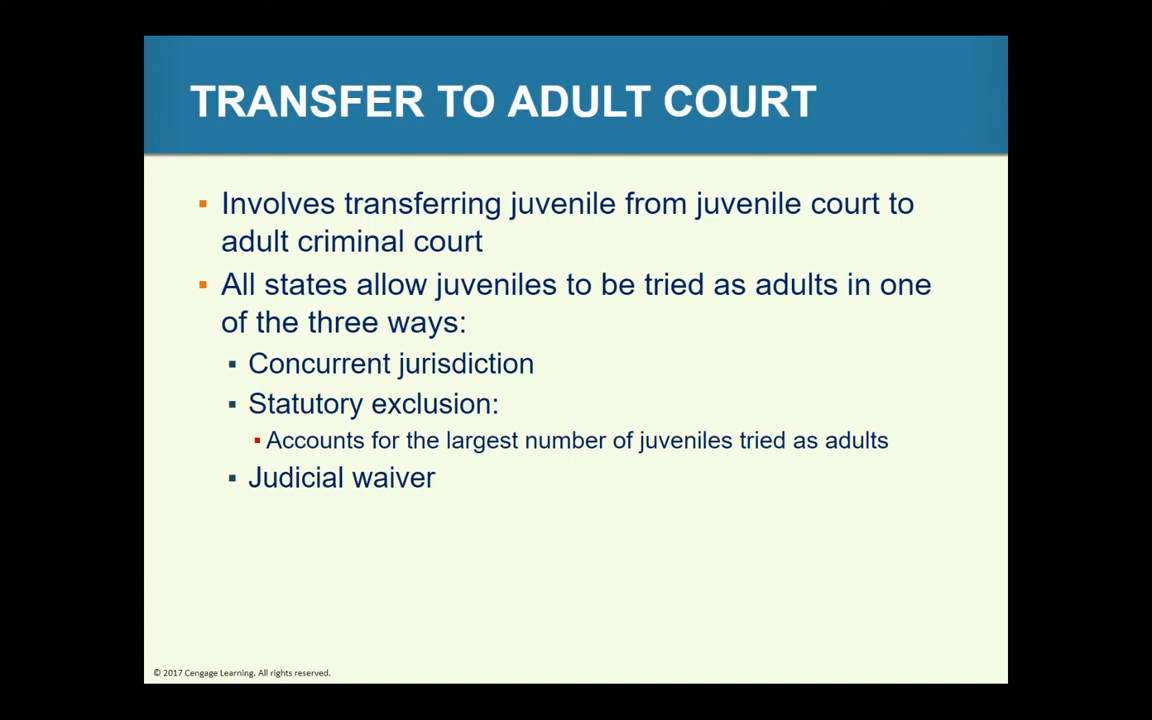 TRANSFER TO ADULT COURT
▪ Involves transferring juvenile from juvenile court to
adult criminal court
▪ All states allow juveniles to be tried as adults in one
of the three ways:
▪ Concurrent jurisdiction
▪ Statutory exclusion:
▪ Accounts for the largest number of juveniles tried as adults
▪ Judicial waiver
© 2017 Cengage Learning. All rights reserved.